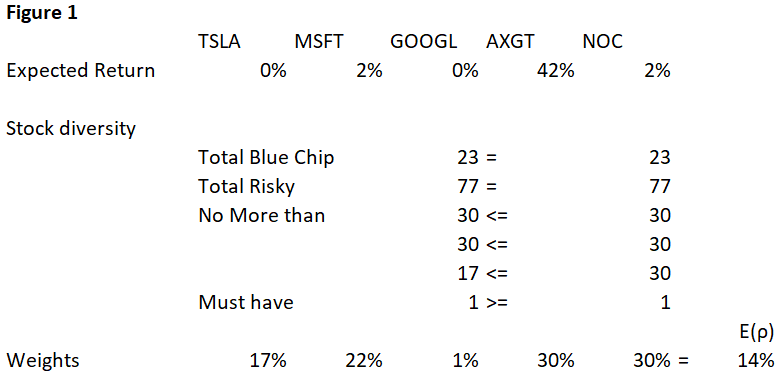 Figure 1
TSLA MSFT GOOGL AXGT NOC
Expected Return 0% 2% 0% 42% 2%
Stock diversity
Total Blue Chip 23 = 23
Total Risky 77 = 77
No More than 30 <= 30
30 <= 30
17 <= 30
Must have 1 >= 1
E(ρ)
Weights 17% 22% 1% 30% 30% = 14%